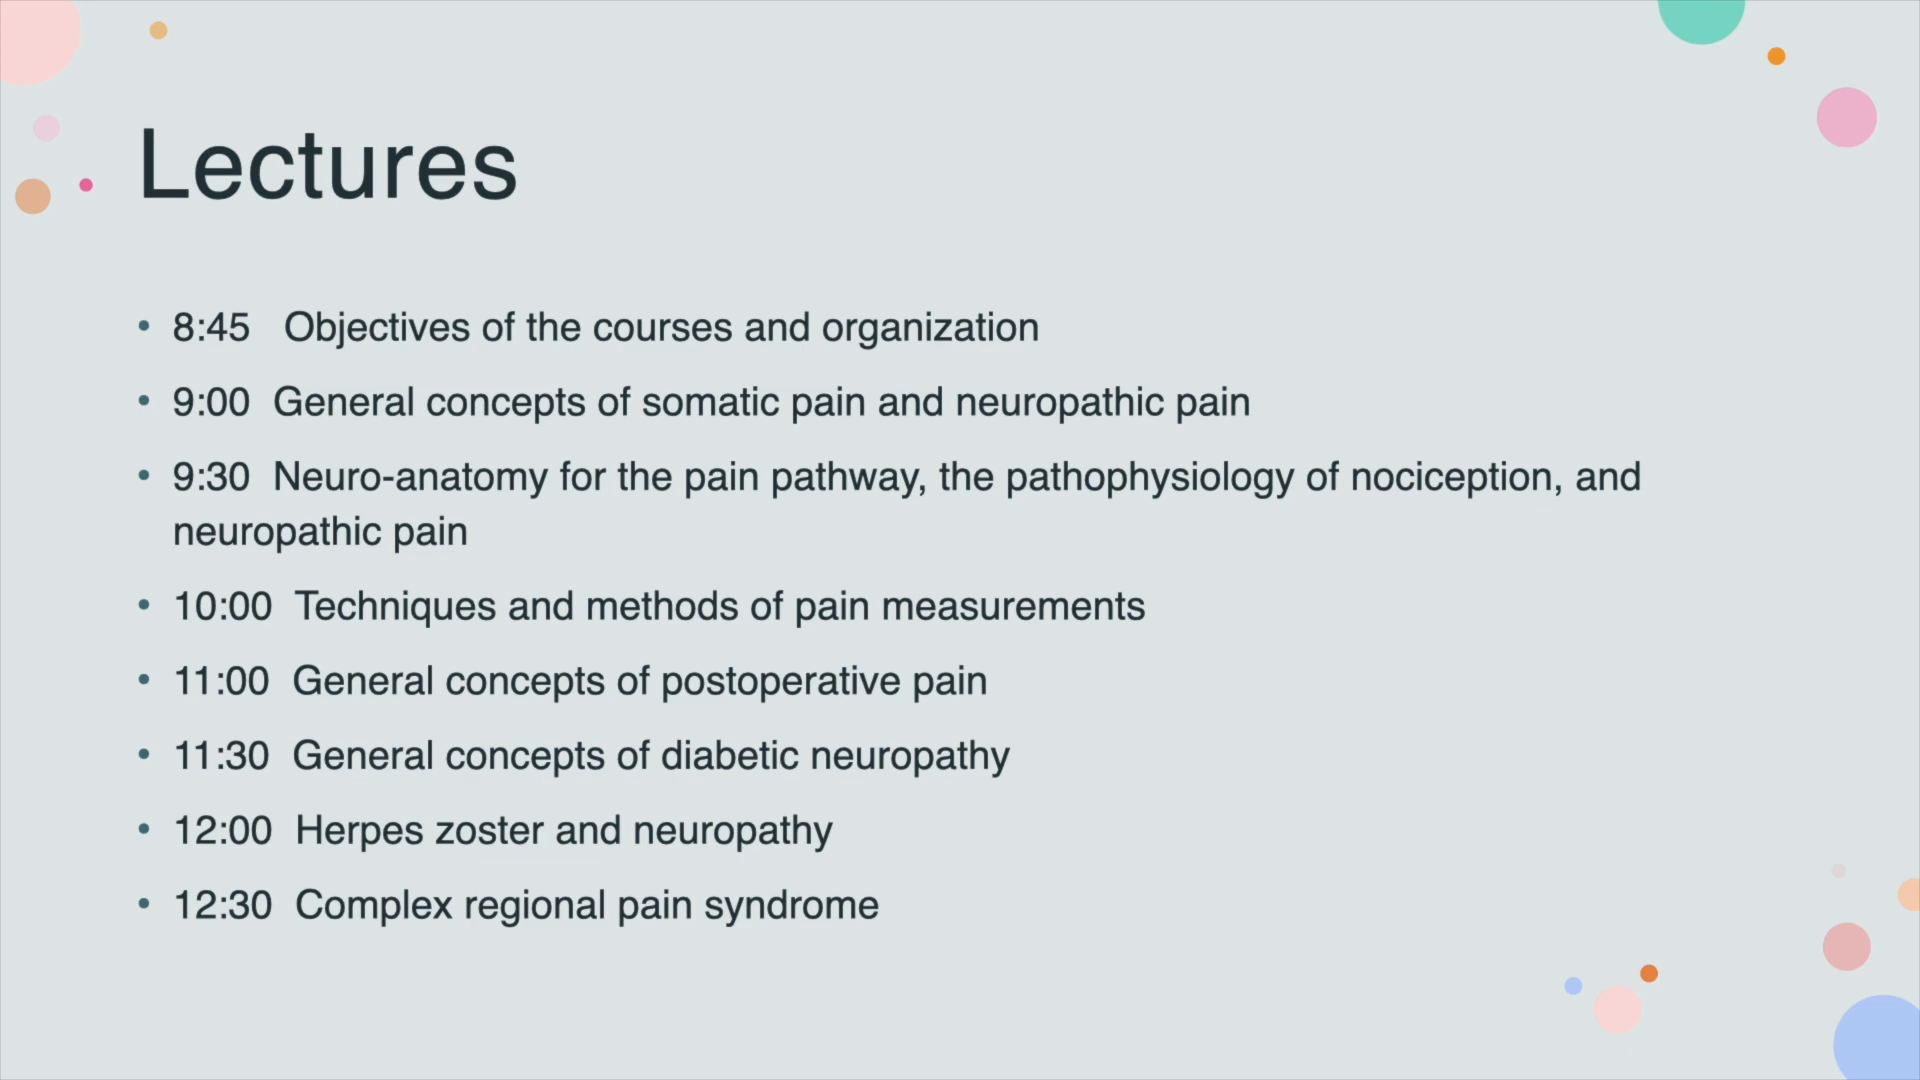 Lectures
• 8:45 Objectives of the courses and organization
• 9:00 General concepts of somatic pain and neuropathic pain
• 9:30 Neuro-anatomy for the pain pathway, the pathophysiology of nociception, and
neuropathic pain
• 10:00 Techniques and methods of pain measurements
• 11:00 General concepts of postoperative pain
• 11:30 General concepts of diabetic neuropathy
• 12:00 Herpes zoster and neuropathy
• 12:30 Complex regional pain syndrome